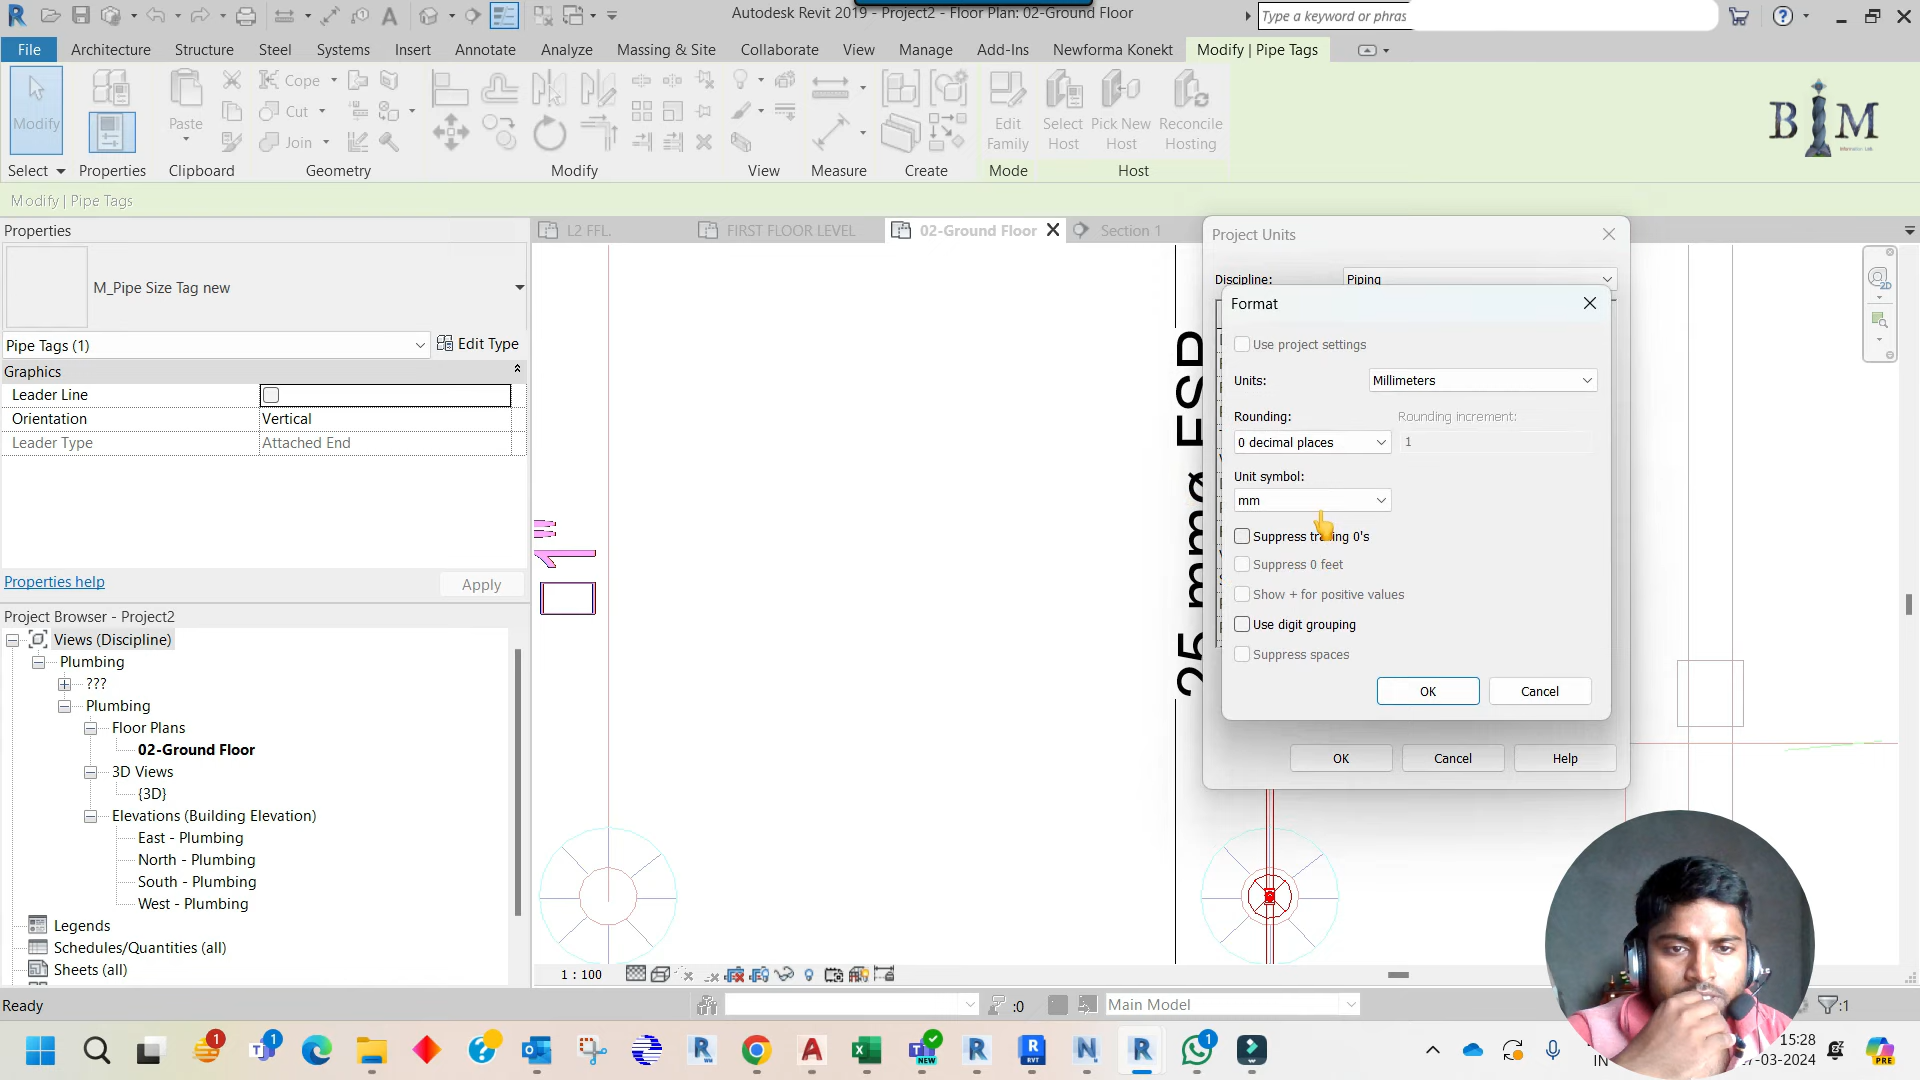 Autodesk Revit 2019 - Project2 - Floor Plan: 02-Ground Floor
Type a keyword or phras
File Architecture Structure Steel Systems Insert Annotate Analyze Massing & Site Collaborate View Manage Add-Ins Newforma Konekt Modify | Pipe Tags
Modify
Paste
Cope
Cut
Join
Edit Family
Select Host
Pick New Host
Reconcile Hosting
BIM
Select Properties Clipboard Geometry Modify View Measure Create Mode Host
Modify | Pipe Tags
Properties
L2 FFL.
FIRST FLOOR LEVEL
02-Ground Floor
Section 1
M_Pipe Size Tag new
Pipe Tags (1)
Edit Type
Graphics
Leader Line
Orientation Vertical
Leader Type Attached End
Properties help
Apply
Project Browser - Project2
Views (Discipline)
Plumbing
???
Plumbing
Floor Plans
02-Ground Floor
3D Views
{3D}
Elevations (Building Elevation)
East - Plumbing
North - Plumbing
South - Plumbing
West - Plumbing
Legends
Schedules/Quantities (all)
Sheets (all)
Project Units
Discipline: Piping
Format
Use project settings
Units: Millimeters
Rounding: Rounding increment:
0 decimal places 1
Unit symbol:
mm
Suppress trailing 0's
Suppress 0 feet
Show + for positive values
Use digit grouping
Suppress spaces
OK Cancel
OK Cancel Help
1 : 100
Ready
:0
Main Model
:1
15:28
-03-2024
IN
NEW
RVT
PRE
2D